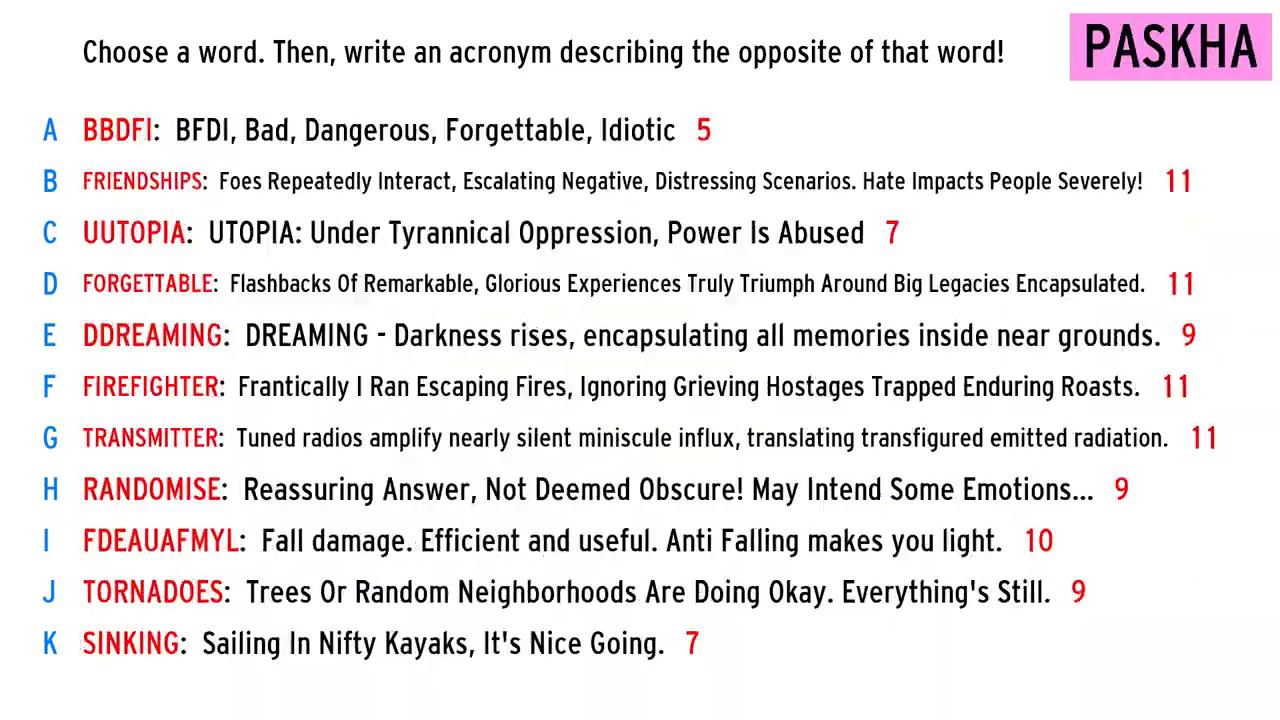 Choose a word. Then, write an acronym describing the opposite of that word!
PASKHA
A BBDFI: BFDI, Bad, Dangerous, Forgettable, Idiotic 5
B FRIENDSHIPS: Foes Repeatedly Interact, Escalating Negative, Distressing Scenarios. Hate Impacts People Severely! 11
C UUTOPIA: UTOPIA: Under Tyrannical Oppression, Power Is Abused 7
D FORGETTABLE: Flashbacks Of Remarkable, Glorious Experiences Truly Triumph Around Big Legacies Encapsulated. 11
E DDREAMING: DREAMING - Darkness rises, encapsulating all memories inside near grounds. 9
F FIREFIGHTER: Frantically I Ran Escaping Fires, Ignoring Grieving Hostages Trapped Enduring Roasts. 11
G TRANSMITTER: Tuned radios amplify nearly silent miniscule influx, translating transfigured emitted radiation. 11
H RANDOMISE: Reassuring Answer, Not Deemed Obscure! May Intend Some Emotions... 9
I FDEAUAFMYL: Fall damage. Efficient and useful. Anti Falling makes you light. 10
J TORNADOES: Trees Or Random Neighborhoods Are Doing Okay. Everything's Still. 9
K SINKING: Sailing In Nifty Kayaks, It's Nice Going. 7